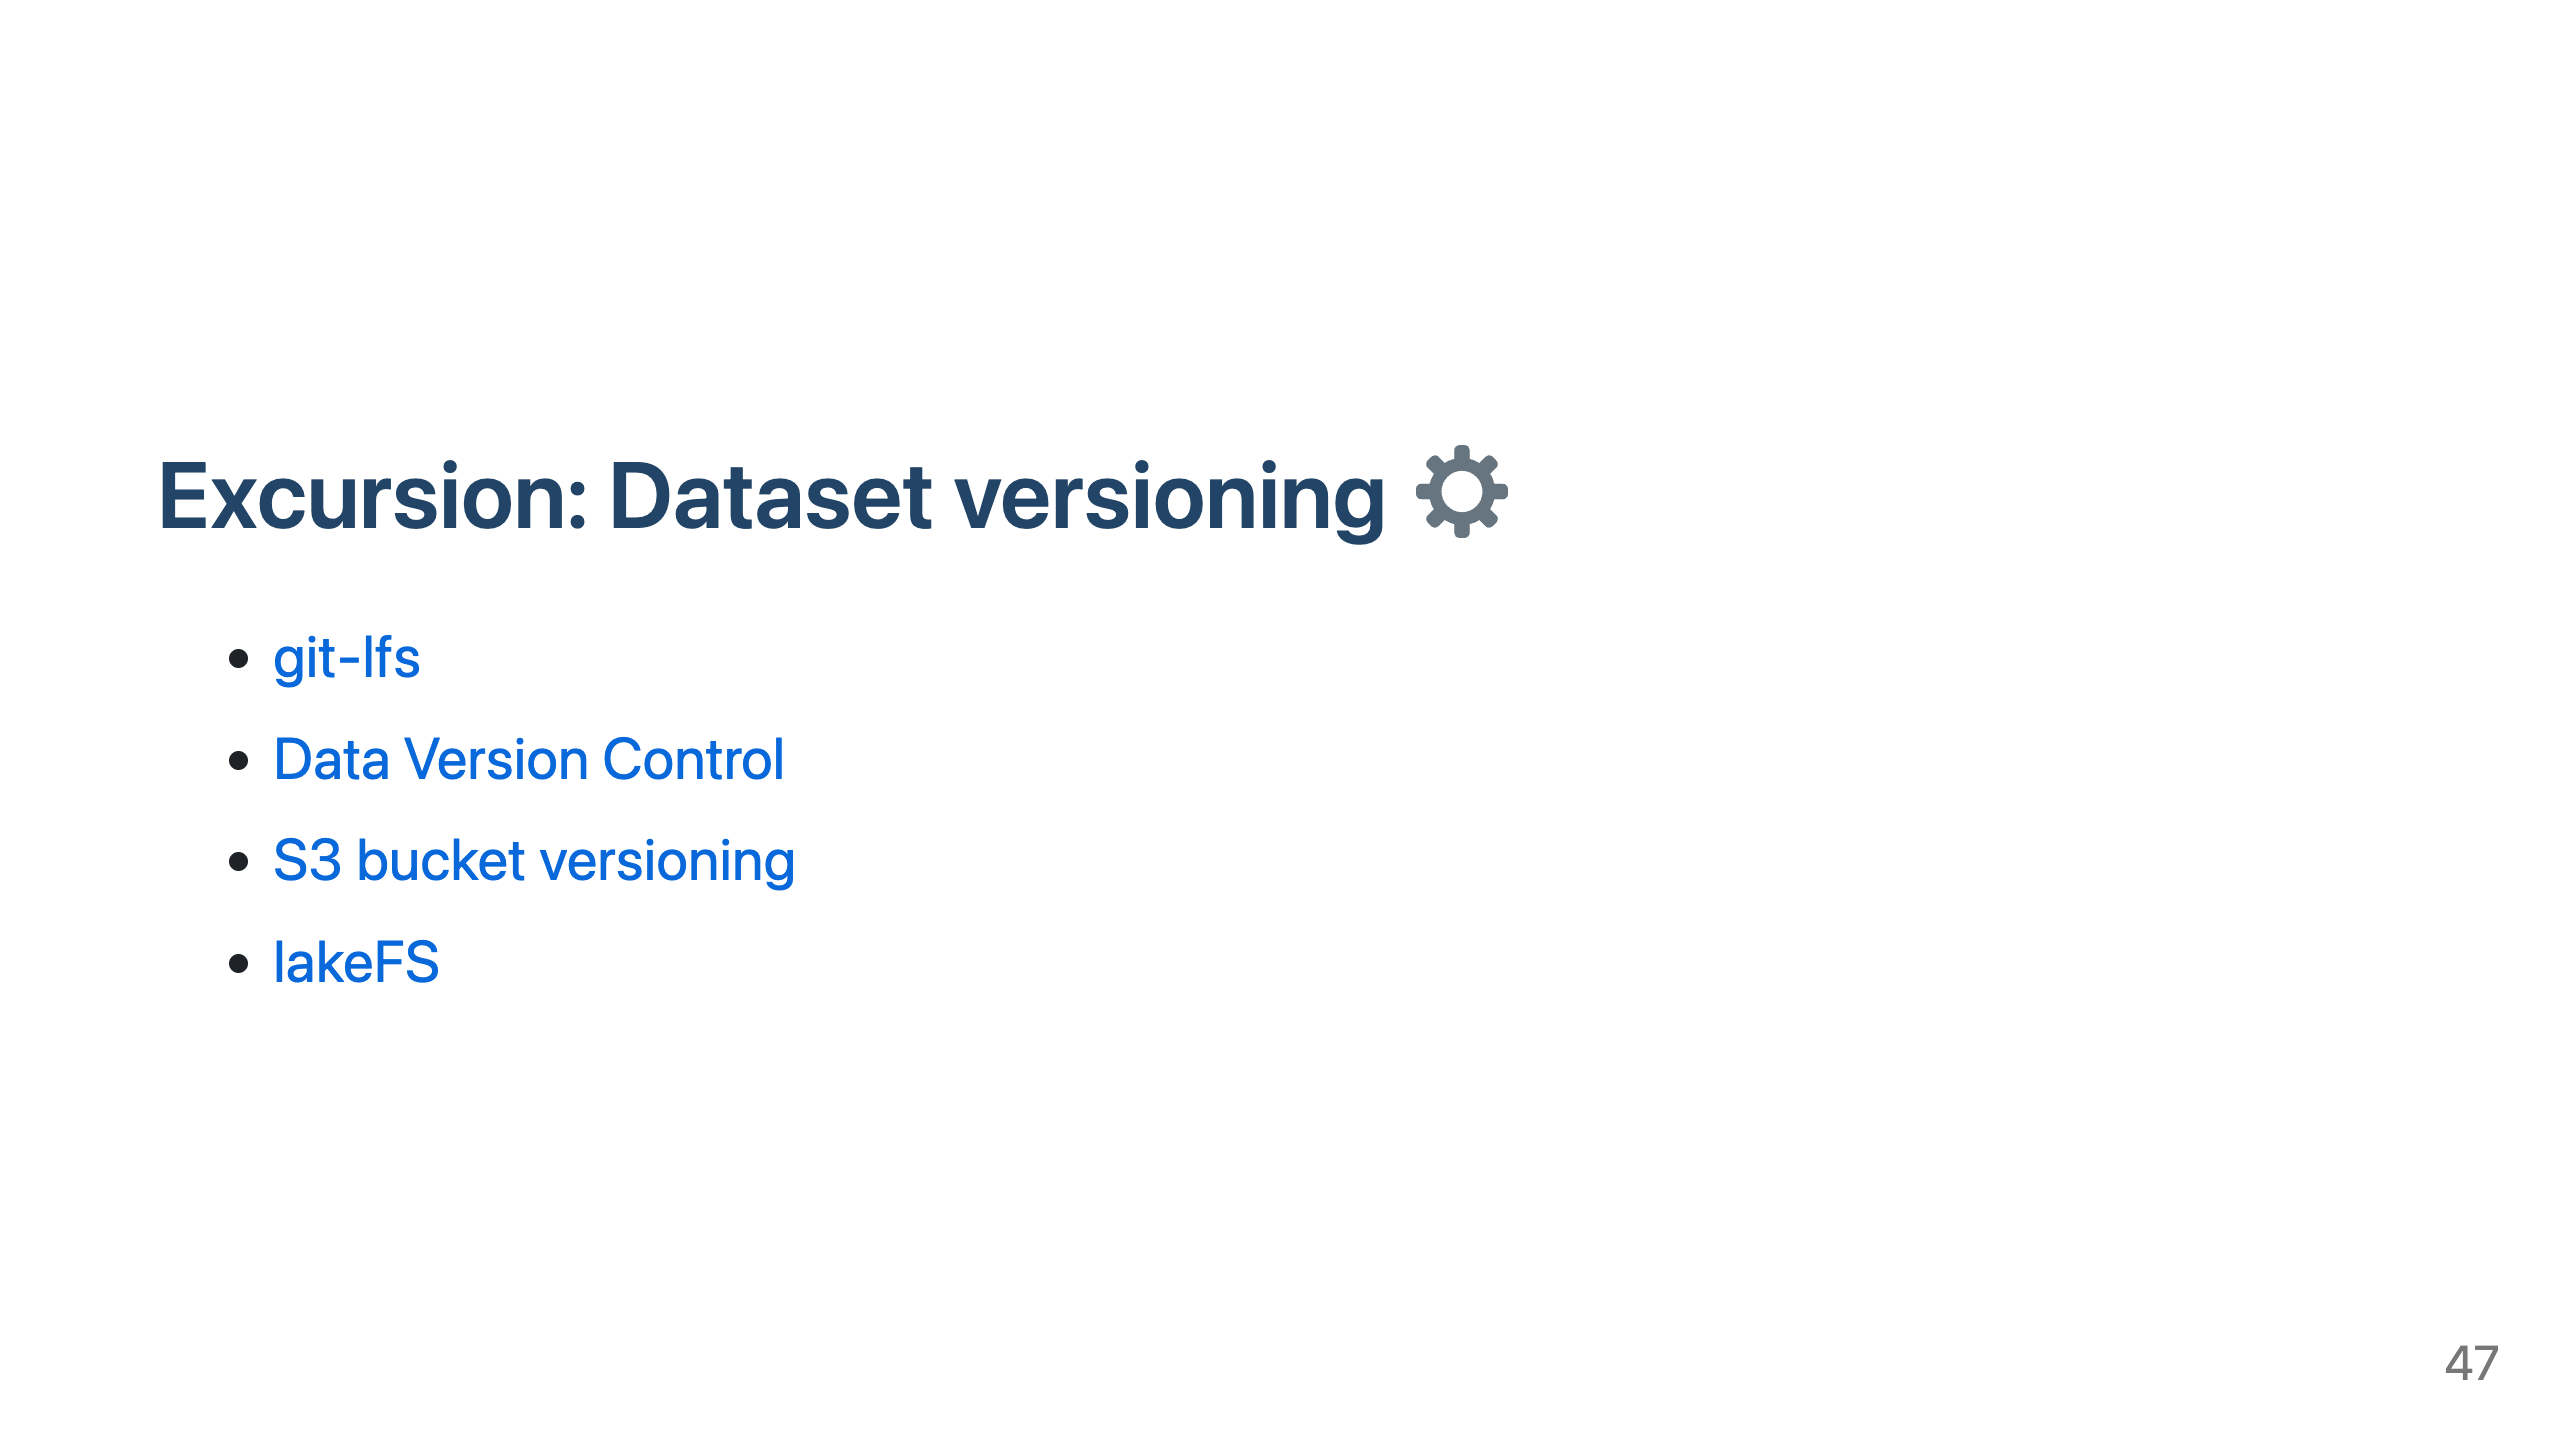 Excursion: Dataset versioning
git-lfs
Data Version Control
S3 bucket versioning
lakeFS
47